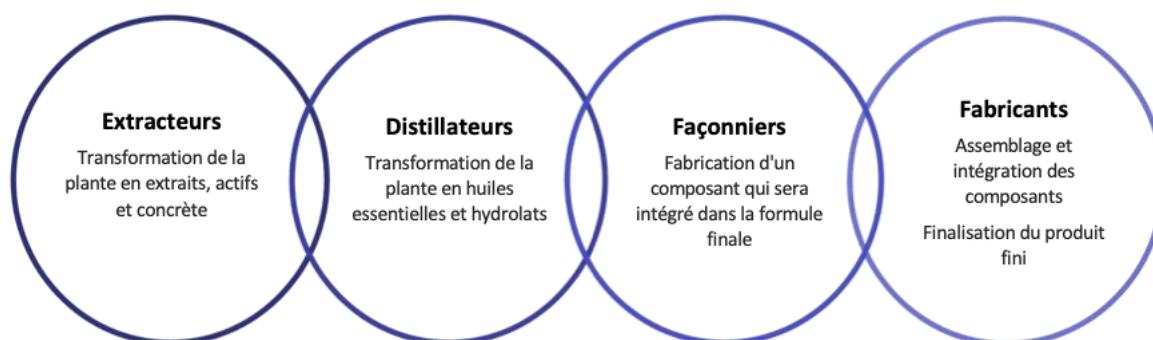 Extracteurs
Transformation de la
plante en extraits, actifs
et concrète
Distillateurs
Transformation de la
plante en huiles
essentielles et hydrolats
Façonniers
Fabrication d'un
composant qui sera
intégré dans la formule
finale
Fabricants
Assemblage et
intégration des
composants
Finalisation du produit
fini